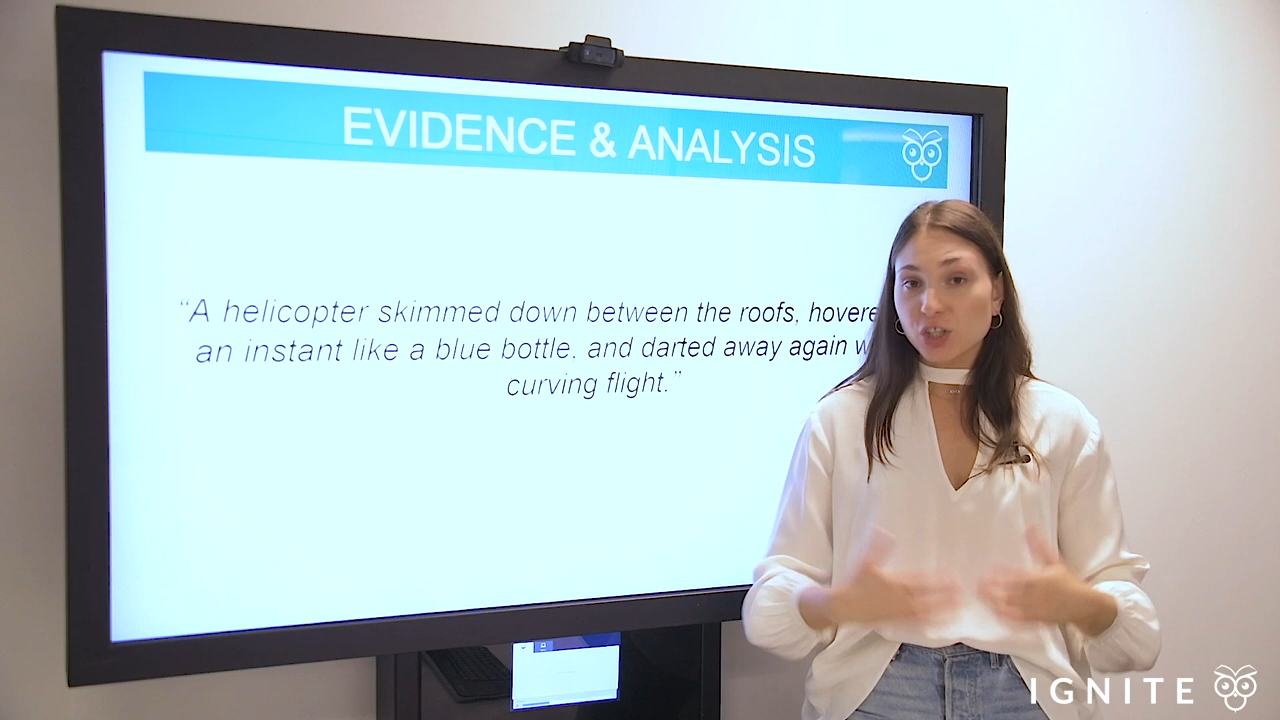 EVIDENCE & ANALYSIS
“A helicopter skimmed down between the roofs, hovere
an instant like a blue bottle, and darted away again w
curving flight.”
IGNITE